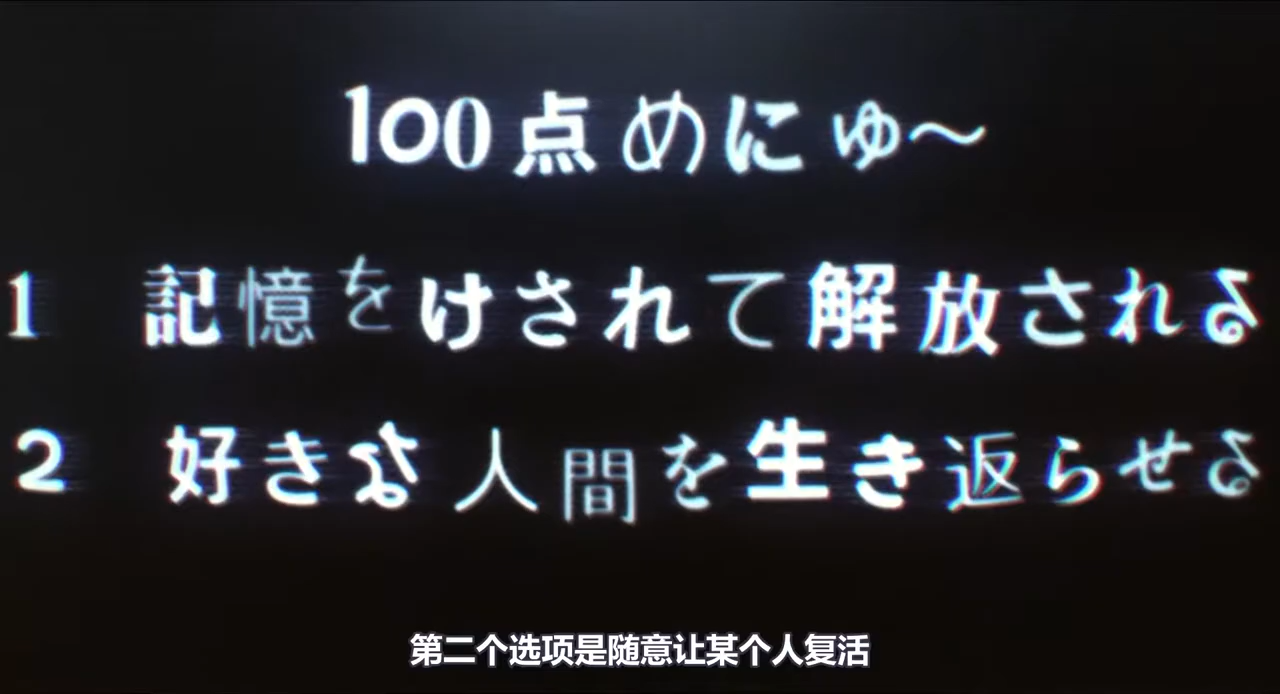 100点めにゅ〜
1 記憶をけされて解放される
2 好きな人間を生き返らせる
第二个选项是随意让某个人复活